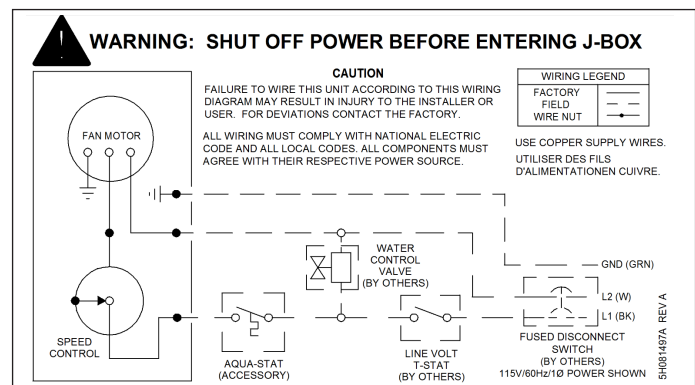 WARNING: SHUT OFF POWER BEFORE ENTERING J-BOX
CAUTION
FAILURE TO WIRE THIS UNIT ACCORDING TO THIS WIRING
DIAGRAM MAY RESULT IN INJURY TO THE INSTALLER OR
USER. FOR DEVIATIONS CONTACT THE FACTORY.
ALL WIRING MUST COMPLY WITH NATIONAL ELECTRIC
CODE AND ALL LOCAL CODES. ALL COMPONENTS MUST
AGREE WITH THEIR RESPECTIVE POWER SOURCE.
WIRING LEGEND
FACTORY
FIELD
WIRE NUT
USE COPPER SUPPLY WIRES.
UTILISER DES FILS
D'ALIMENTATIONEN CUIVRE.
FAN MOTOR
SPEED
CONTROL
WATER
CONTROL
VALVE
(BY OTHERS)
AQUA-STAT
(ACCESSORY)
LINE VOLT
T-STAT
(BY OTHERS)
GND (GRN)
L2 (W)
L1 (BK)
FUSED DISCONNECT
SWITCH
(BY OTHERS)
115V/60Hz/1Ø POWER SHOWN
5H081497A REV A